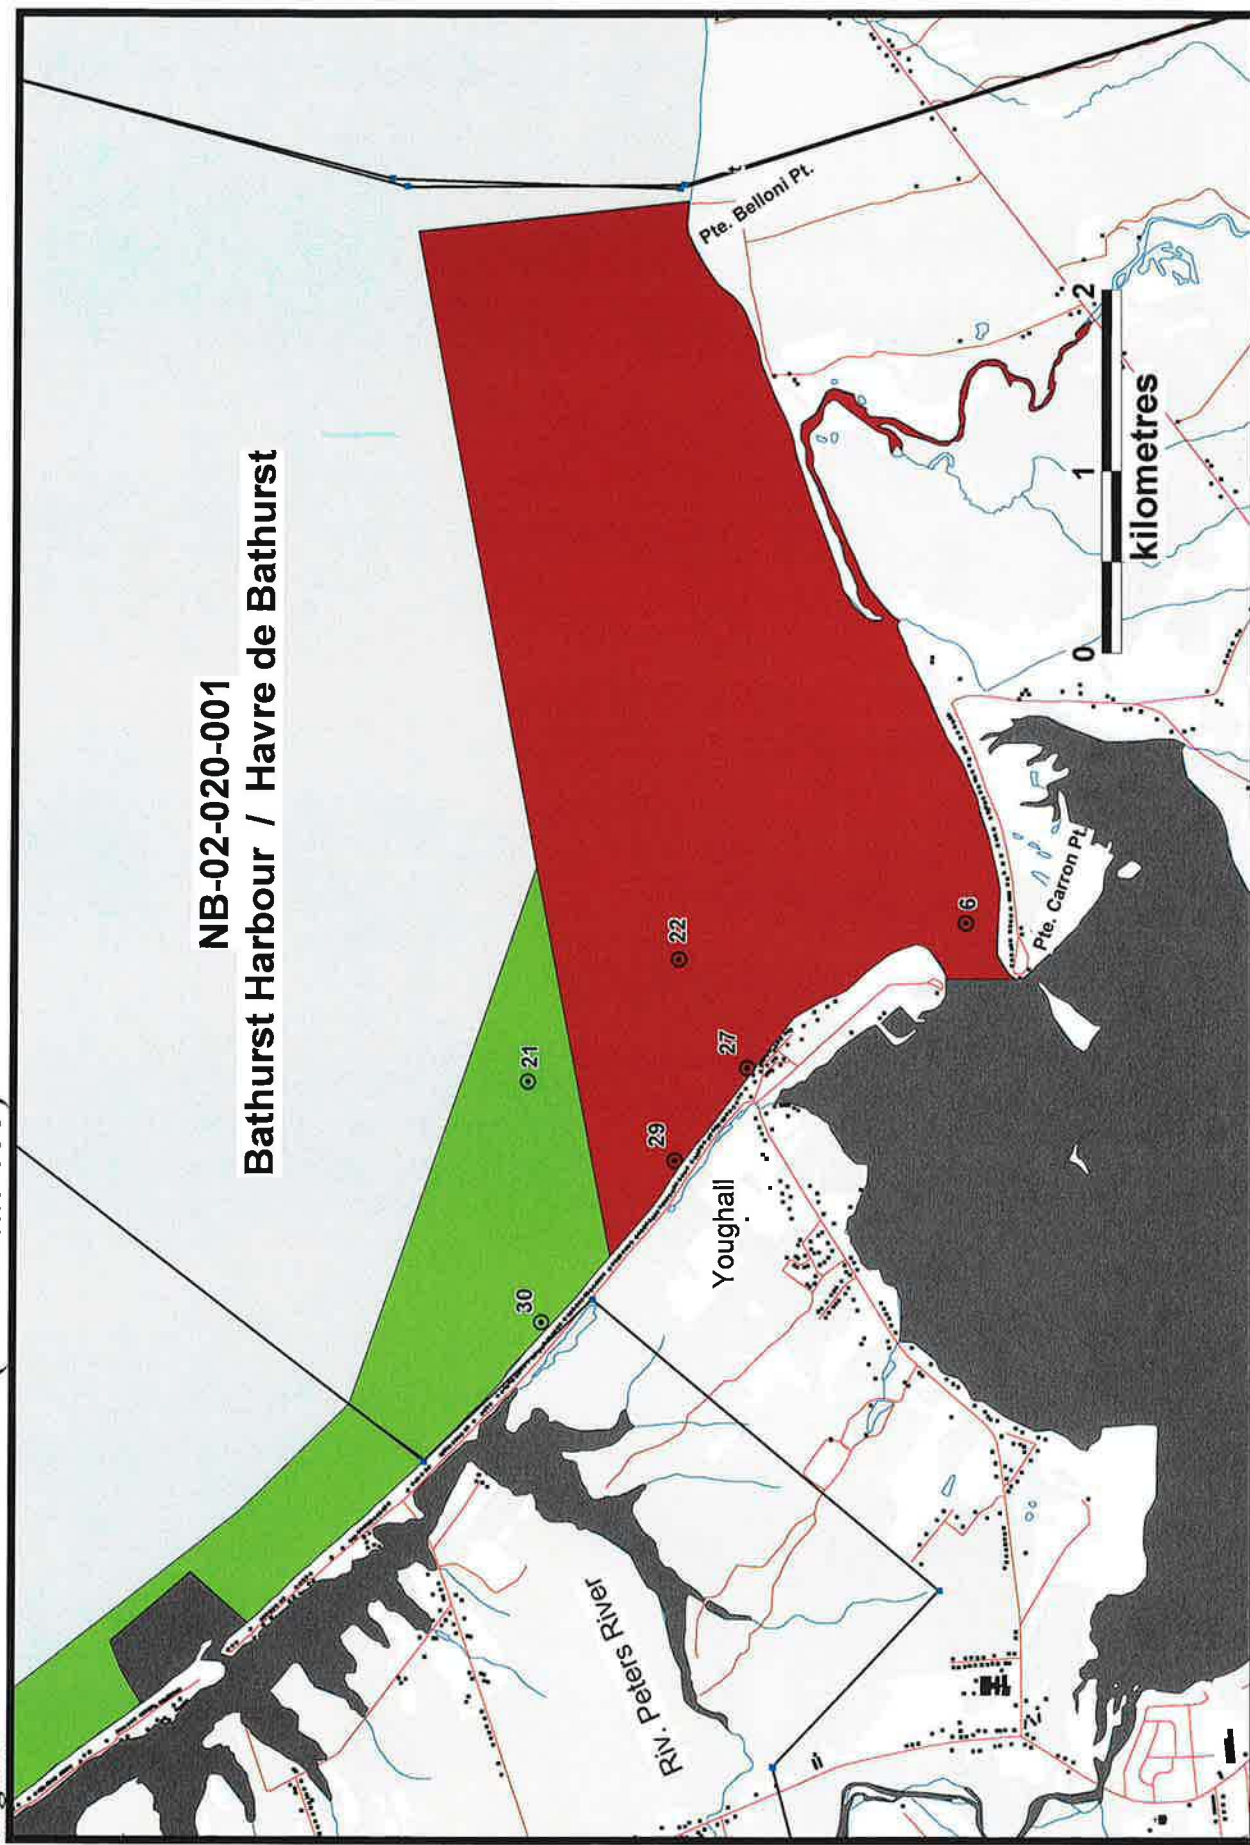 NB-02-020-001
Bathurst Harbour / Havre de Bathurst
30
21
29
22
27
6
Youghall
Riv. Peters River
Pte. Carron Pt.
Pte. Belloni Pt.
0 1 2
kilometres